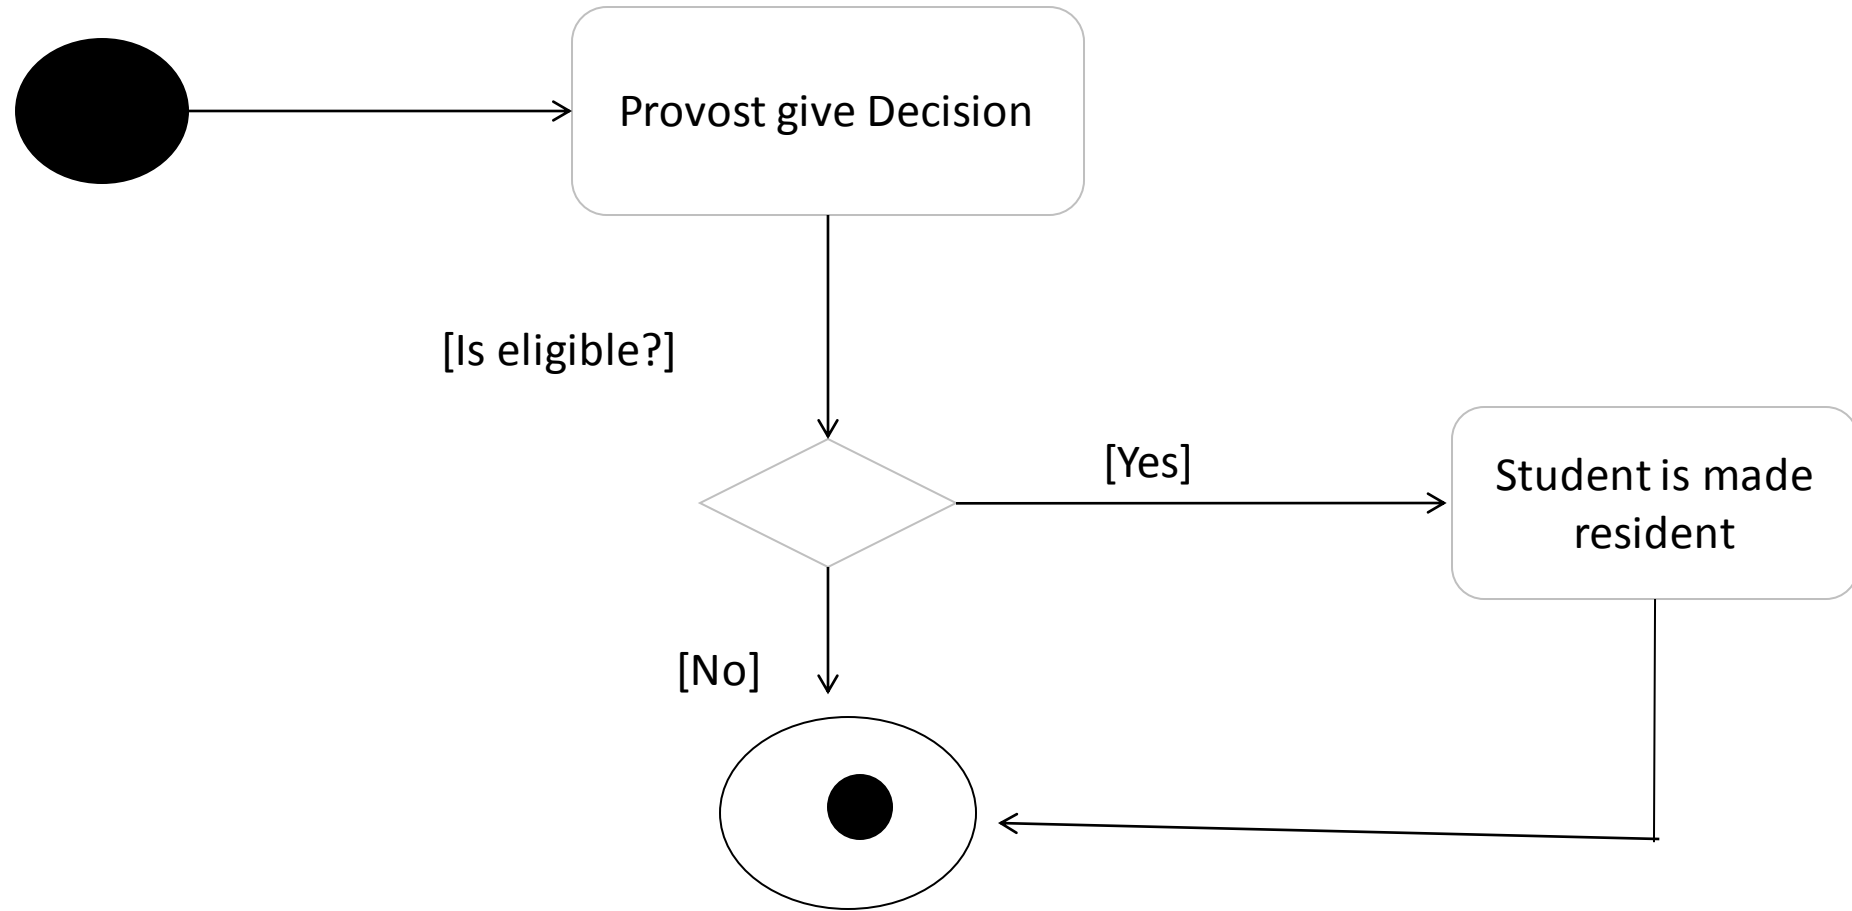 Provost give Decision
[Is eligible?]
[Yes]
Student is made
resident
[No]